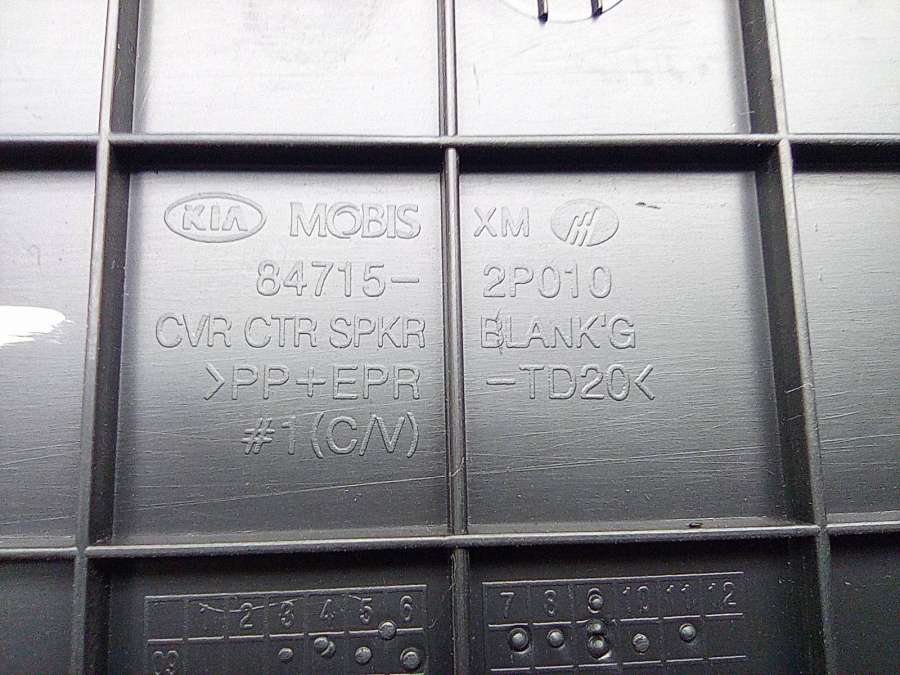 KIA MOBIS XM
84715- 2P010
CVR CTR SPKR BLANK'G
>PP+EPR -TD20<
#1(C/V)
1 2 3 4 5 6 7 8 9 10 11 12